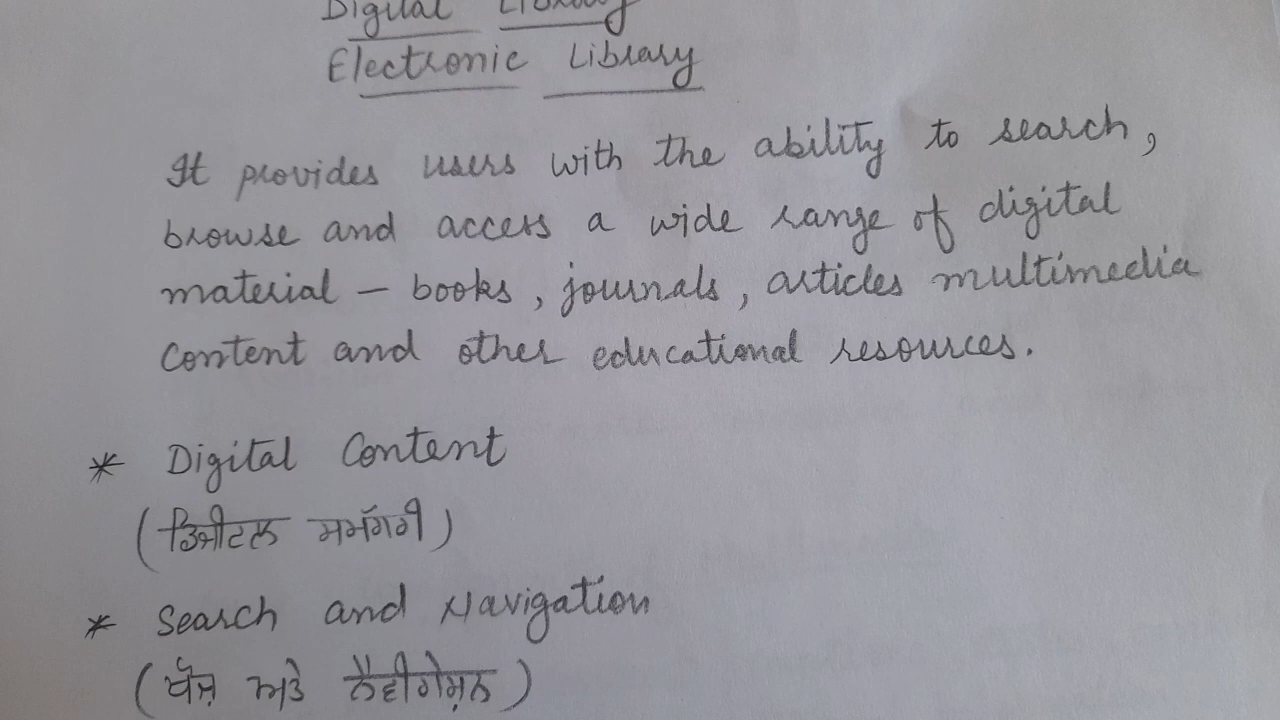 Digital Library
Electronic Library
It provides users with the ability to search,
browse and access a wide range of digital
material - books, journals, articles multimedia
Content and other educational resources.
* Digital Content
(ਡਿਜੀਟਲ ਸਮੱਗਰੀ)
* Search and Navigation
(ਖੋਜ਼ ਅਤੇ ਨੈਵੀਗੇਸ਼ਨ)